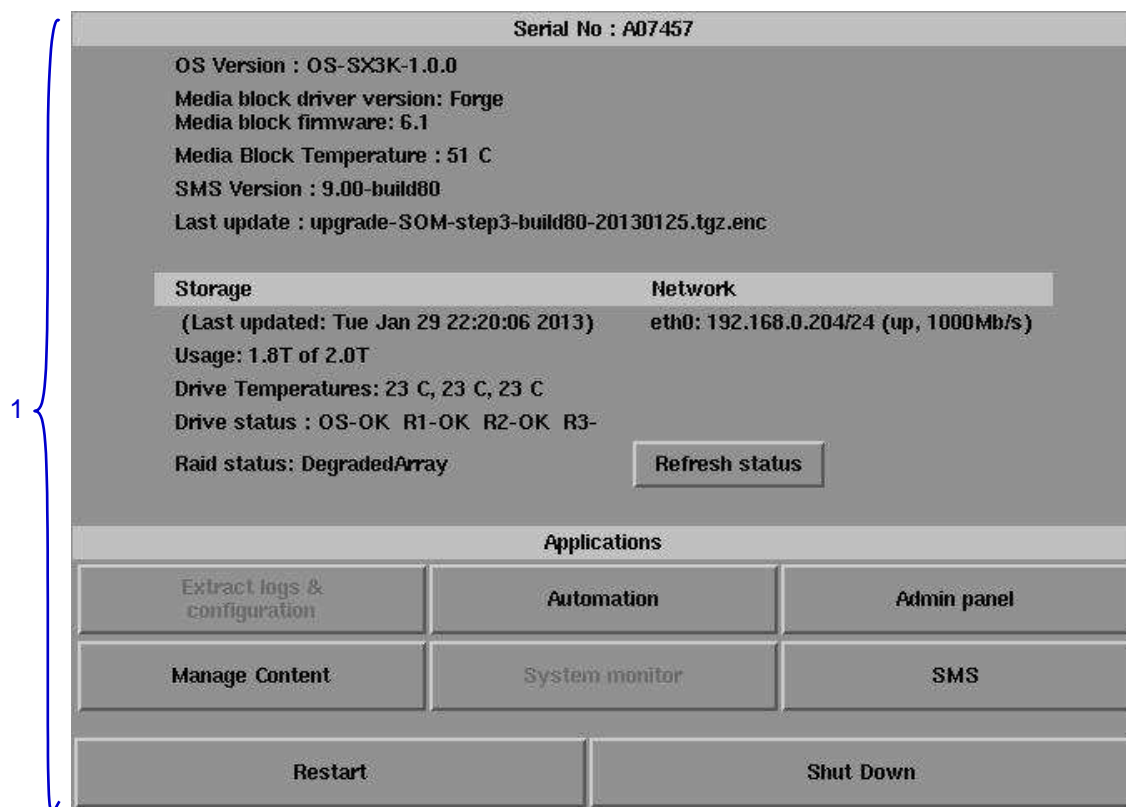 Serial No : A07457
OS Version : OS-SX3K-1.0.0
Media block driver version: Forge
Media block firmware: 6.1
Media Block Temperature : 51 C
SMS Version : 9.00-build80
Last update : upgrade-SOM-step3-build80-20130125.tgz.enc
Storage Network
(Last updated: Tue Jan 29 22:20:06 2013) eth0: 192.168.0.204/24 (up, 1000Mb/s)
Usage: 1.8T of 2.0T
Drive Temperatures: 23 C, 23 C, 23 C
1
Drive status : OS-OK R1-OK R2-OK R3-
Raid status: DegradedArray Refresh status
Applications
Extract logs &
configuration
Automation
Admin panel
Manage Content
System monitor
SMS
Restart
Shut Down